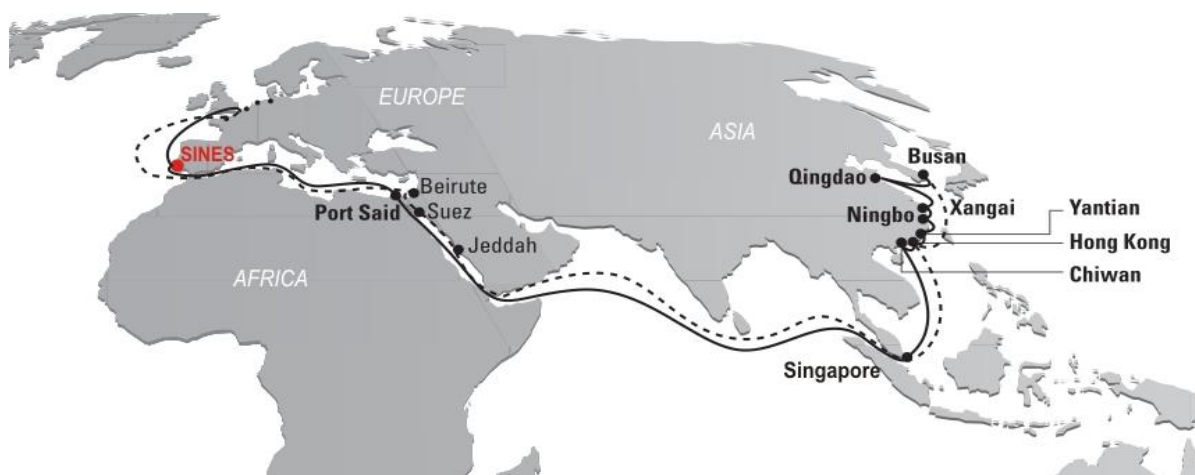 EUROPE
ASIA
SINES
Busan
Qingdao
Beirute
Port Said
Suez
Ningbo
Xangai
Yantian
Jeddah
Hong Kong
AFRICA
Chiwan
Singapore